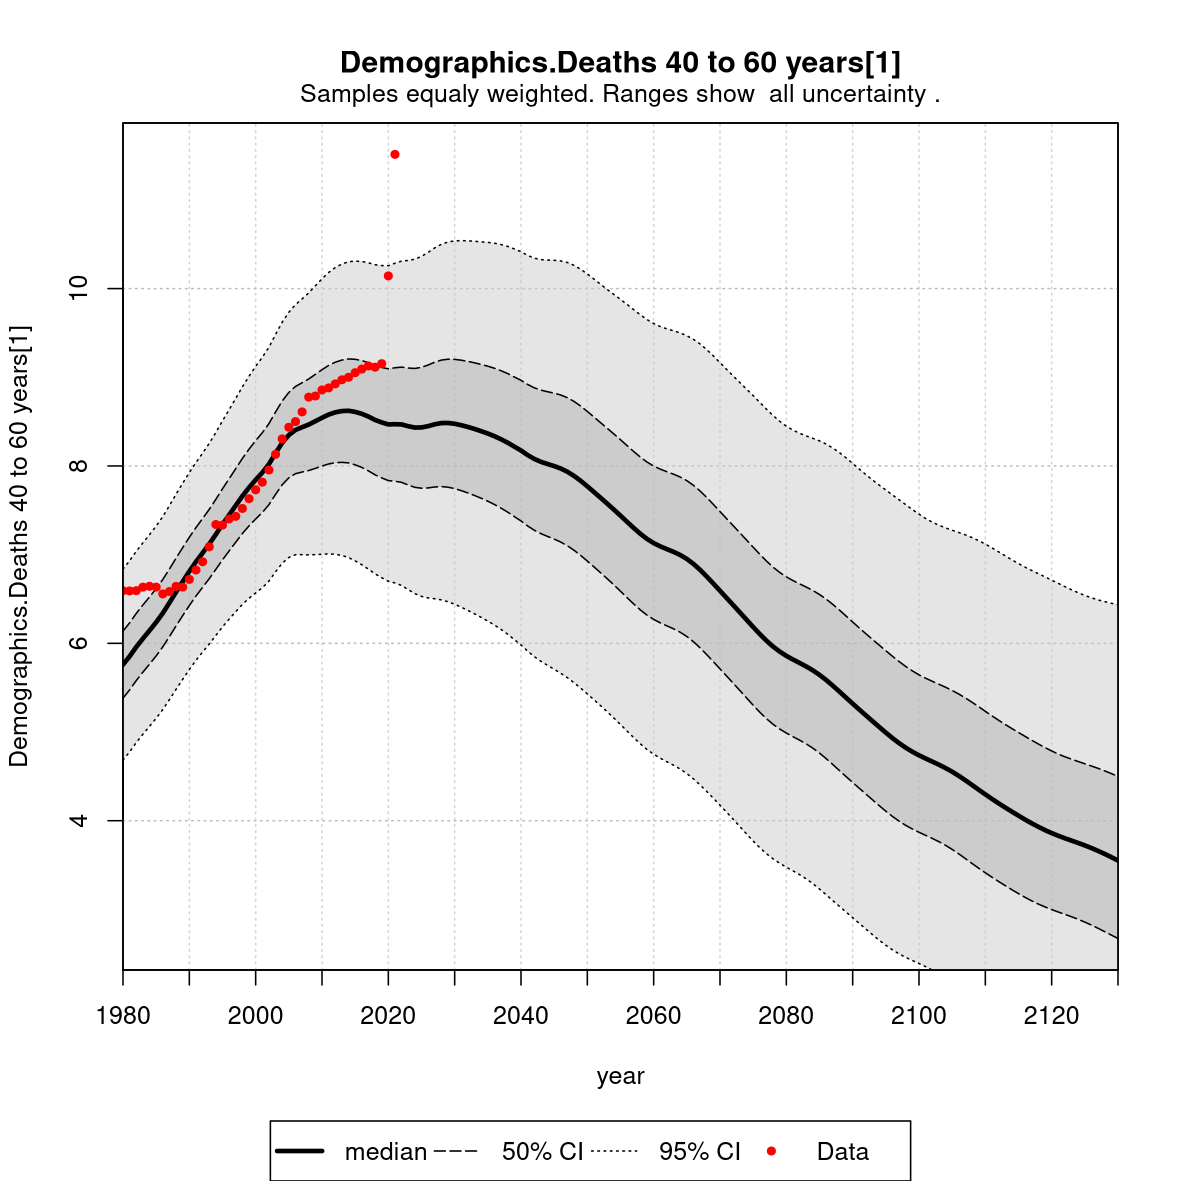 Demographics.Deaths 40 to 60 years[1]
Samples equaly weighted. Ranges show  all uncertainty .
Demographics.Deaths 40 to 60 years[1]
10
8
6
4
1980 2000 2020 2040 2060 2080 2100 2120
year
median 50% CI 95% CI Data